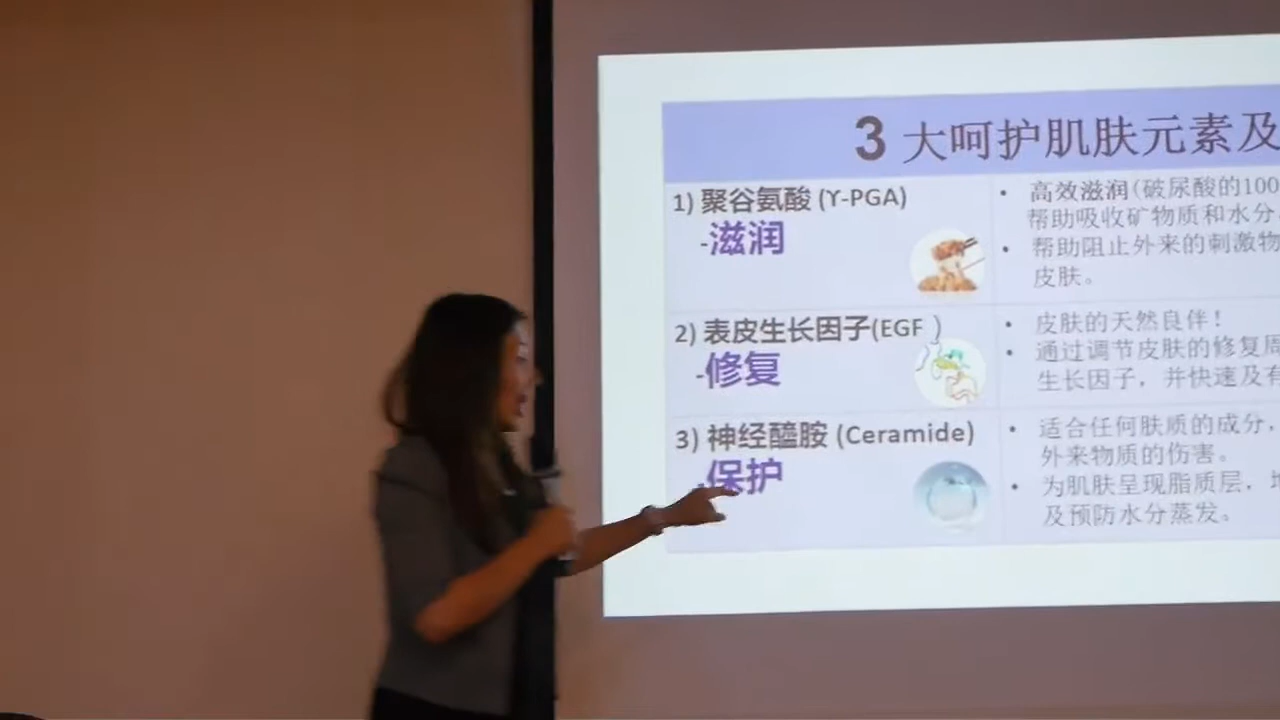 3 大呵护肌肤元素及
1) 聚谷氨酸 (Y-PGA)
-滋润
• 高效滋润(破尿酸的100
帮助吸收矿物质和水分
• 帮助阻止外来的刺激物
皮肤。
2) 表皮生长因子(EGF )
-修复
• 皮肤的天然良伴！
• 通过调节皮肤的修复周
生长因子，并快速及有
3) 神经醯胺 (Ceramide)
-保护
• 适合任何肤质的成分，
外来物质的伤害。
• 为肌肤呈现脂质层，地
及预防水分蒸发。